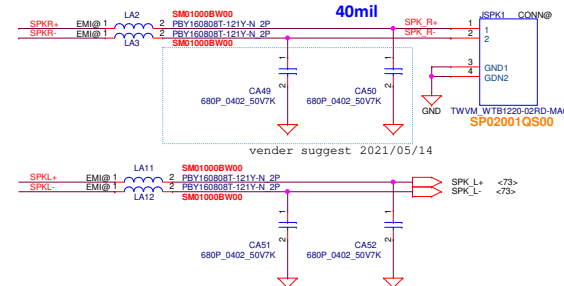 40mil
LA2 SM01000BW00 JSPK1 CONN@
SPKR+ EMI@ 1 2 PBY160808T-121Y-N_2P SPK_R+ 1 1
SPKR- EMI@ 1 2 PBY160808T-121Y-N_2P SPK_R- 2 2
LA3 SM01000BW00
3 GND1
4 GDN2
1 1
CA49 CA50
680P_0402_50V7K 680P_0402_50V7K
2 2
GND TWVM_WTB1220-02RD-MA
SP02001QS00
vender suggest 2021/05/14
LA11 SM01000BW00
SPKL+ EMI@ 1 2 PBY160808T-121Y-N_2P SPK_L+ <73>
SPKL- EMI@ 1 2 PBY160808T-121Y-N_2P SPK_L- <73>
LA12 SM01000BW00
1 1
CA51 CA52
680P_0402_50V7K 680P_0402_50V7K
2 2